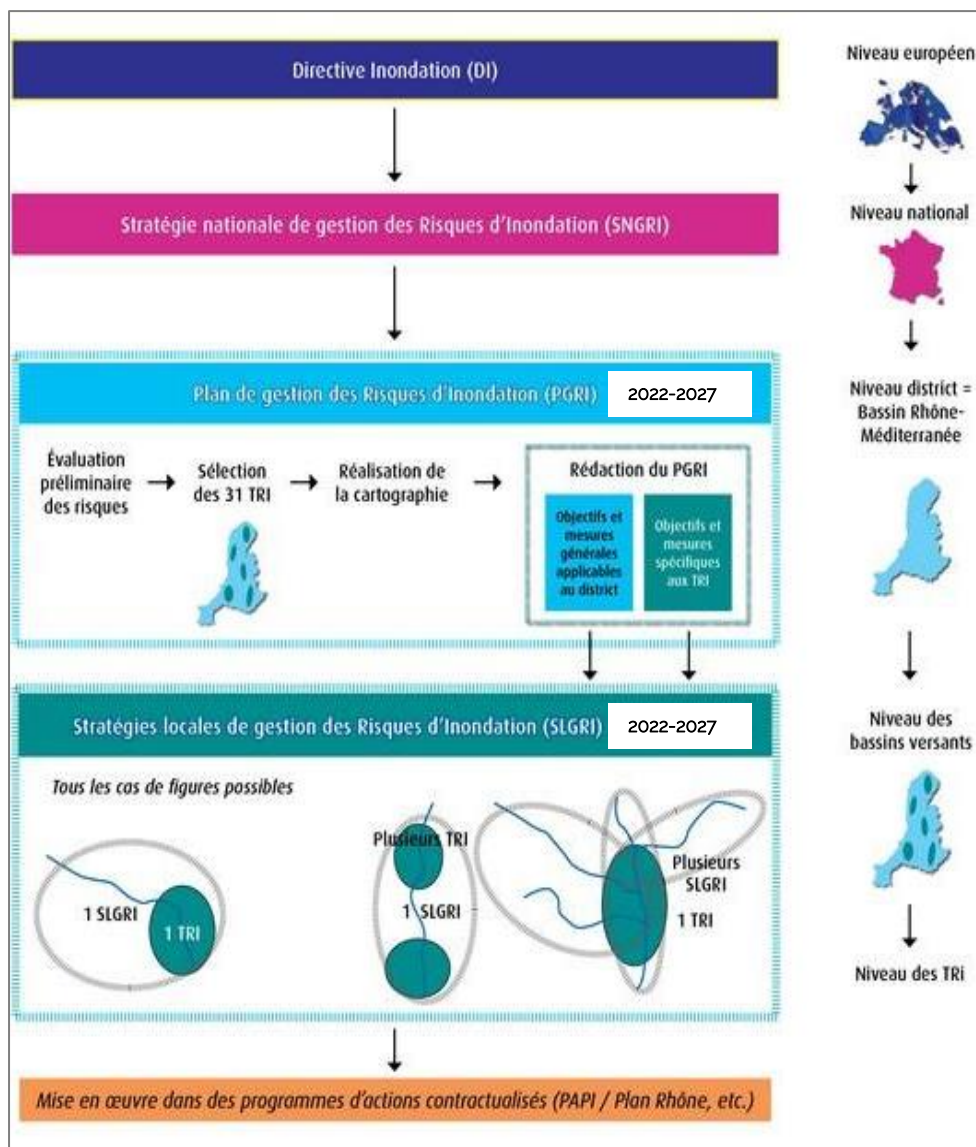 Directive Inondation (DI)
Niveau européen
Stratégie nationale de gestion des Risques d'Inondation (SNGRI)
Niveau national
Plan de gestion des Risques d'Inondation (PGRI)
2022-2027
Niveau district =
Bassin Rhône-
Méditerranée
Évaluation
préliminaire
des risques
Sélection
des 31 TRI
Réalisation de
la cartographie
Rédaction du PGRI
Objectifs et
mesures
générales
applicables
au district
Objectifs et
mesures
spécifiques
aux TRI
Stratégies locales de gestion des Risques d'Inondation (SLGRI)
2022-2027
Niveau des
bassins versants
Tous les cas de figures possibles
1 SLGRI
1 TRI
Plusieurs TRI
1 SLGRI
Plusieurs
SLGRI
1 TRI
Niveau des TRi
Mise en œuvre dans des programmes d'actions contractualisés (PAPI / Plan Rhône, etc.)